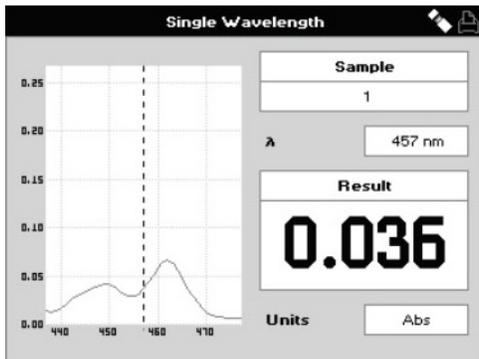 Single Wavelength
Sample
1
λ
457 nm
Result
0.036
Units
Abs
0.25
0.20
0.15
0.10
0.05
0.00
440 450 460 470